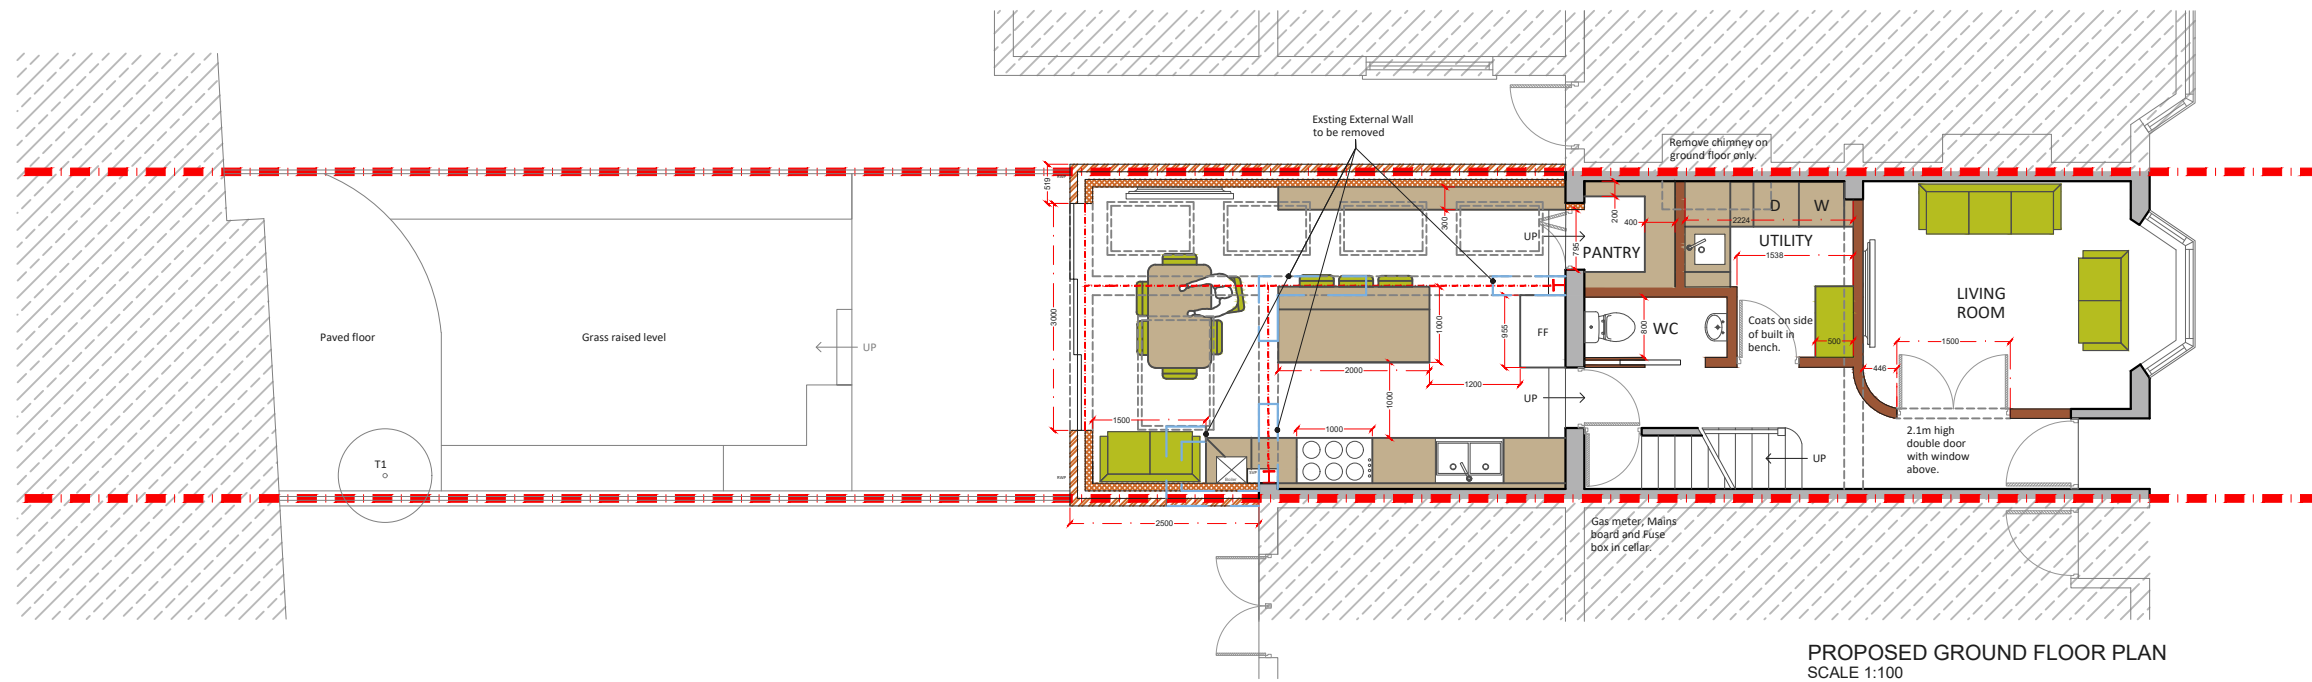 Exsting External Wall
to be removed
Remove chimney on
ground floor only.
519
300
200
400
2224
D
W
UP
795
PANTRY
UTILITY
1538
LIVING
ROOM
3000
1000
955
FF
800
WC
Coats on side
of built in
bench.
500
1500
446
Paved floor
Grass raised level
UP
2000
1200
1000
UP
1500
1000
2.1m high
double door
with window
above.
UP
T1
2500
Gas meter, Mains
board and Fuse
box in cellar.
PROPOSED GROUND FLOOR PLAN
SCALE 1:100